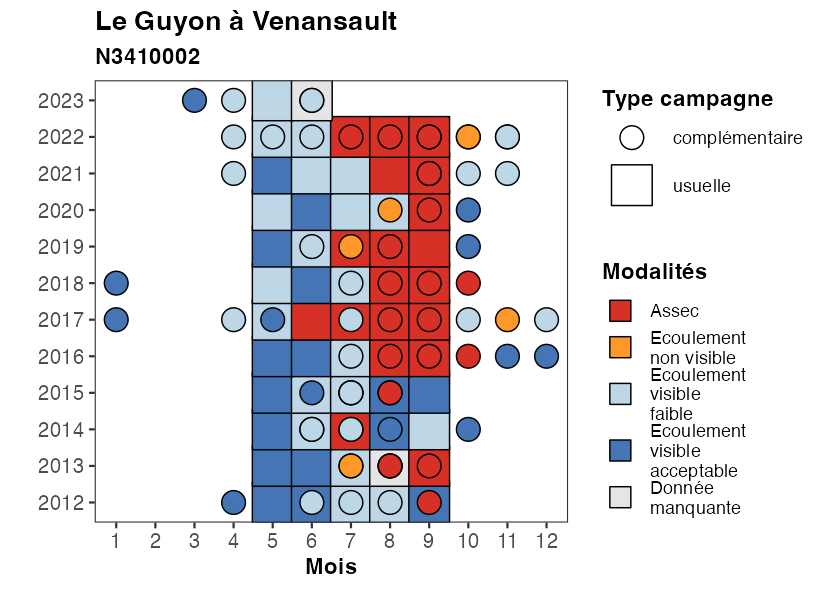 Le Guyon à Venansault
N3410002
2023
2022
2021
2020
2019
2018
2017
2016
2015
2014
2013
2012
1 2 3 4 5 6 7 8 9 10 11 12
Mois
Type campagne
complémentaire
usuelle
Modalités
Assec
Ecoulement
non visible
Ecoulement
visible
faible
Ecoulement
visible
acceptable
Donnée
manquante